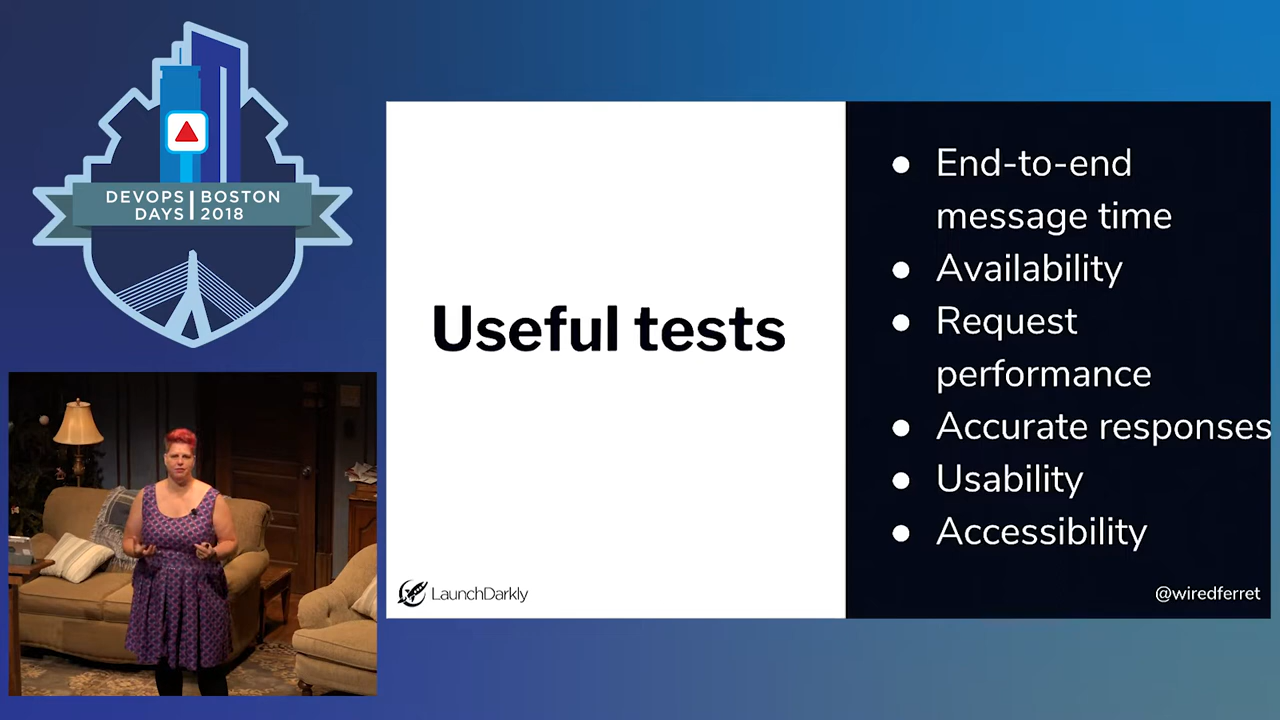 DEVOPS DAYS
BOSTON 2018
Useful tests
LaunchDarkly
● End-to-end
message time
● Availability
● Request
performance
● Accurate responses
● Usability
● Accessibility
@wiredferret